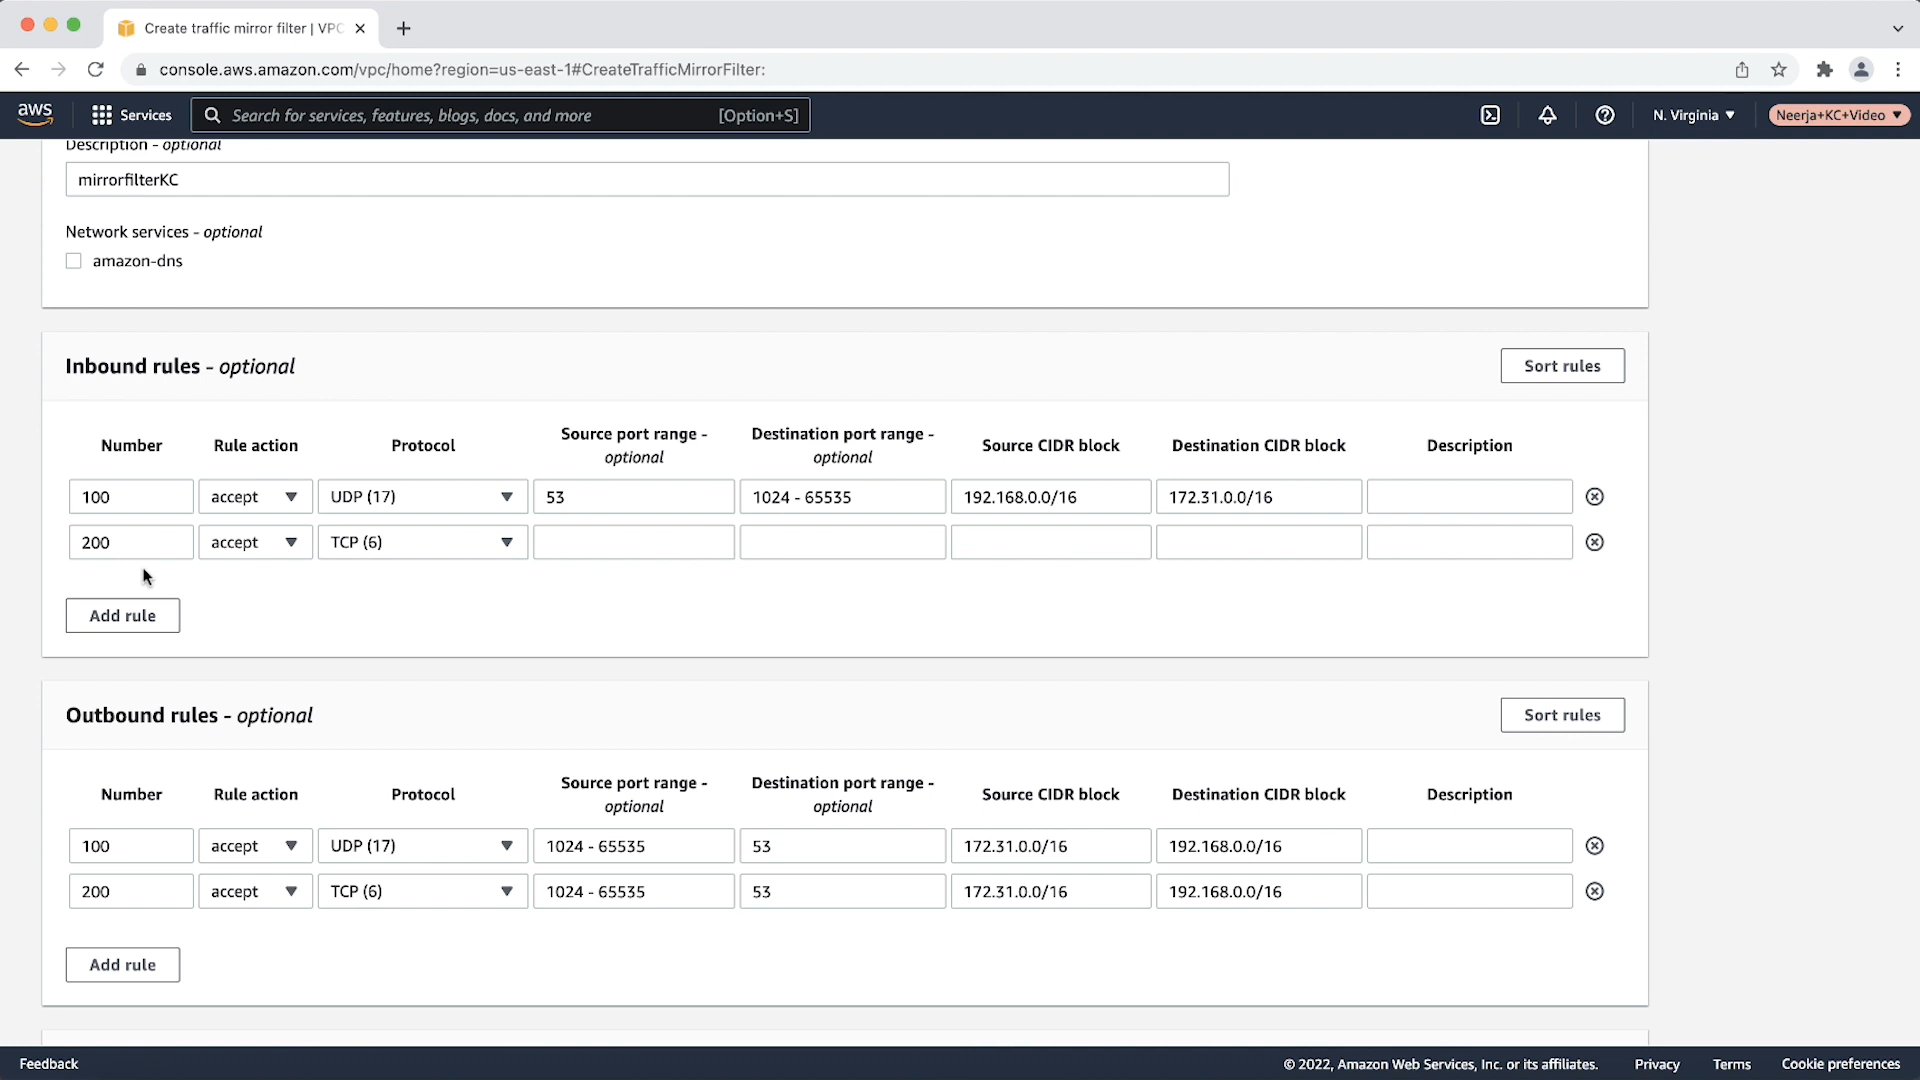 Create traffic mirror filter | VPC
console.aws.amazon.com/vpc/home?region=us-east-1#CreateTrafficMirrorFilter:
aws Services Search for services, features, blogs, docs, and more [Option+S] N. Virginia Neerja+KC+Video
Description - optional
mirrorfilterKC
Network services - optional
amazon-dns
Inbound rules - optional Sort rules
Number Rule action Protocol Source port range - optional Destination port range - optional Source CIDR block Destination CIDR block Description
100 accept UDP (17) 53 1024 - 65535 192.168.0.0/16 172.31.0.0/16
200 accept TCP (6)
Add rule
Outbound rules - optional Sort rules
Number Rule action Protocol Source port range - optional Destination port range - optional Source CIDR block Destination CIDR block Description
100 accept UDP (17) 1024 - 65535 53 172.31.0.0/16 192.168.0.0/16
200 accept TCP (6) 1024 - 65535 53 172.31.0.0/16 192.168.0.0/16
Add rule
Feedback © 2022, Amazon Web Services, Inc. or its affiliates. Privacy Terms Cookie preferences